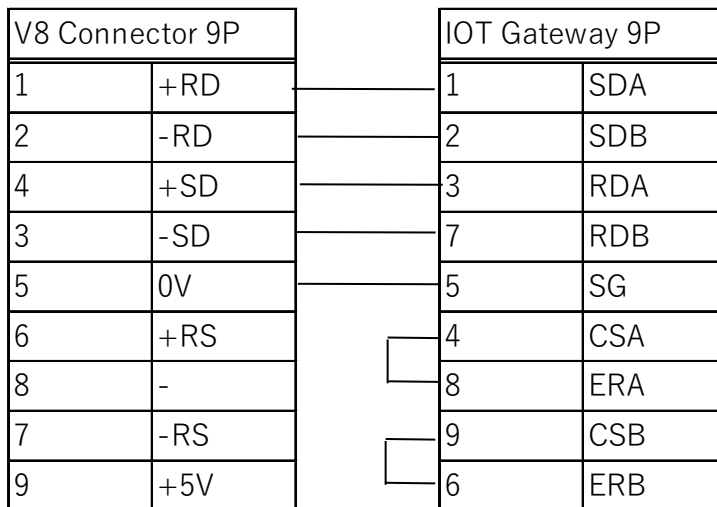 V8 Connector 9P IOT Gateway 9P
1 +RD 1 SDA
2 -RD 2 SDB
4 +SD 3 RDA
3 -SD 7 RDB
5 0V 5 SG
6 +RS 4 CSA
8 - 8 ERA
7 -RS 9 CSB
9 +5V 6 ERB